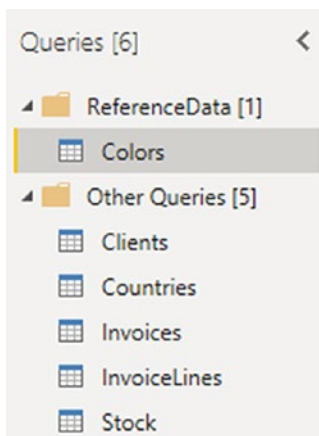 Queries [6]
ReferenceData [1]
Colors
Other Queries [5]
Clients
Countries
Invoices
InvoiceLines
Stock